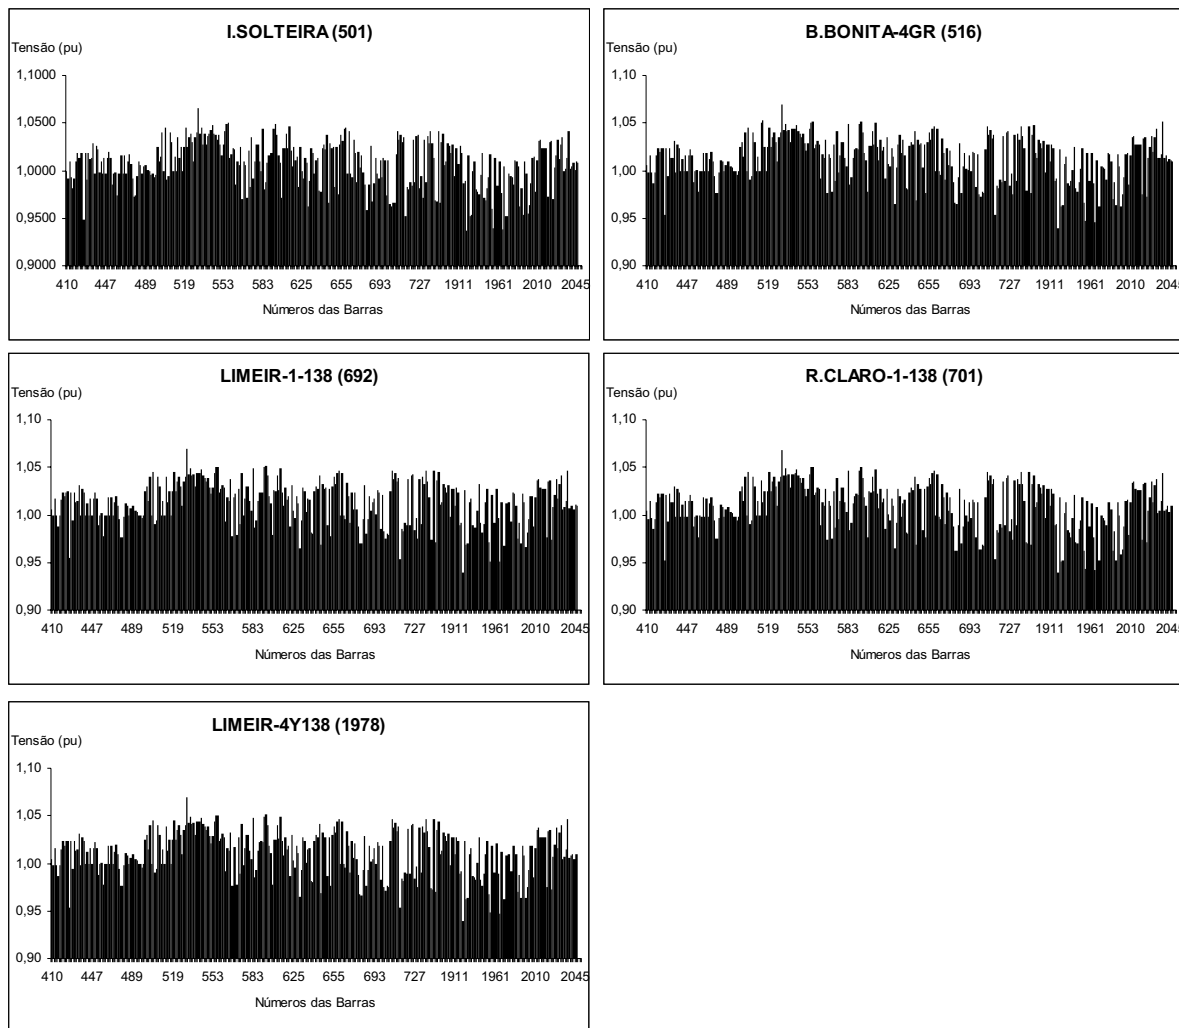 I.SOLTEIRA (501)
Tensão (pu)
1,1000
1,0500
1,0000
0,9500
0,9000
410 447 489 519 553 583 625 655 693 727 1911 1961 2010 2045
Números das Barras
B.BONITA-4GR (516)
Tensão (pu)
1,10
1,05
1,00
0,95
0,90
410 447 489 519 553 583 625 655 693 727 1911 1961 2010 2045
Números das Barras
LIMEIR-1-138 (692)
Tensão (pu)
1,10
1,05
1,00
0,95
0,90
410 447 489 519 553 583 625 655 693 727 1911 1961 2010 2045
Números das Barras
R.CLARO-1-138 (701)
Tensão (pu)
1,10
1,05
1,00
0,95
0,90
410 447 489 519 553 583 625 655 693 727 1911 1961 2010 2045
Números das Barras
LIMEIR-4Y138 (1978)
Tensão (pu)
1,10
1,05
1,00
0,95
0,90
410 447 489 519 553 583 625 655 693 727 1911 1961 2010 2045
Números das Barras